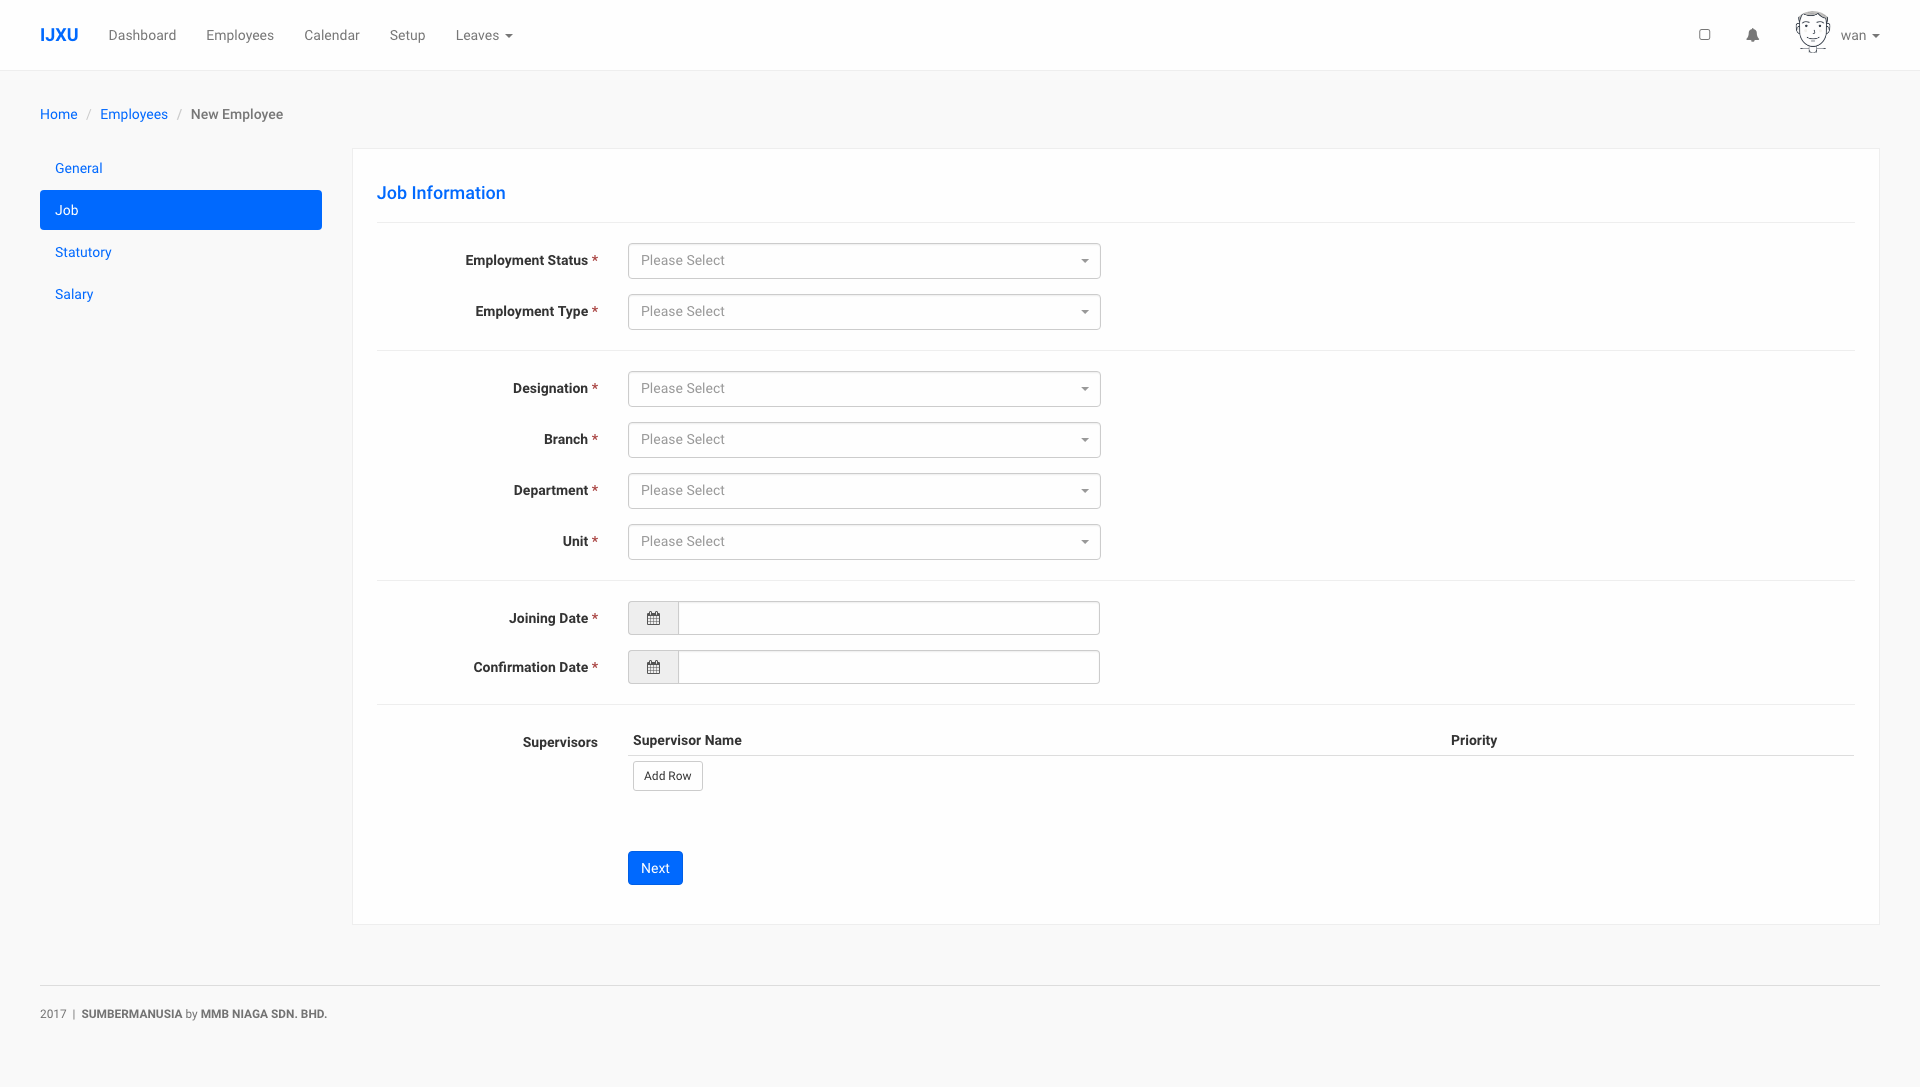 IJXU Dashboard Employees Calendar Setup Leaves wan
Home / Employees / New Employee
General
Job
Statutory
Salary
Job Information
Employment Status * Please Select
Employment Type * Please Select
Designation * Please Select
Branch * Please Select
Department * Please Select
Unit * Please Select
Joining Date *
Confirmation Date *
Supervisors Supervisor Name Priority
Add Row
Next
2017 | SUMBERMANUSIA by MMB NIAGA SDN. BHD.